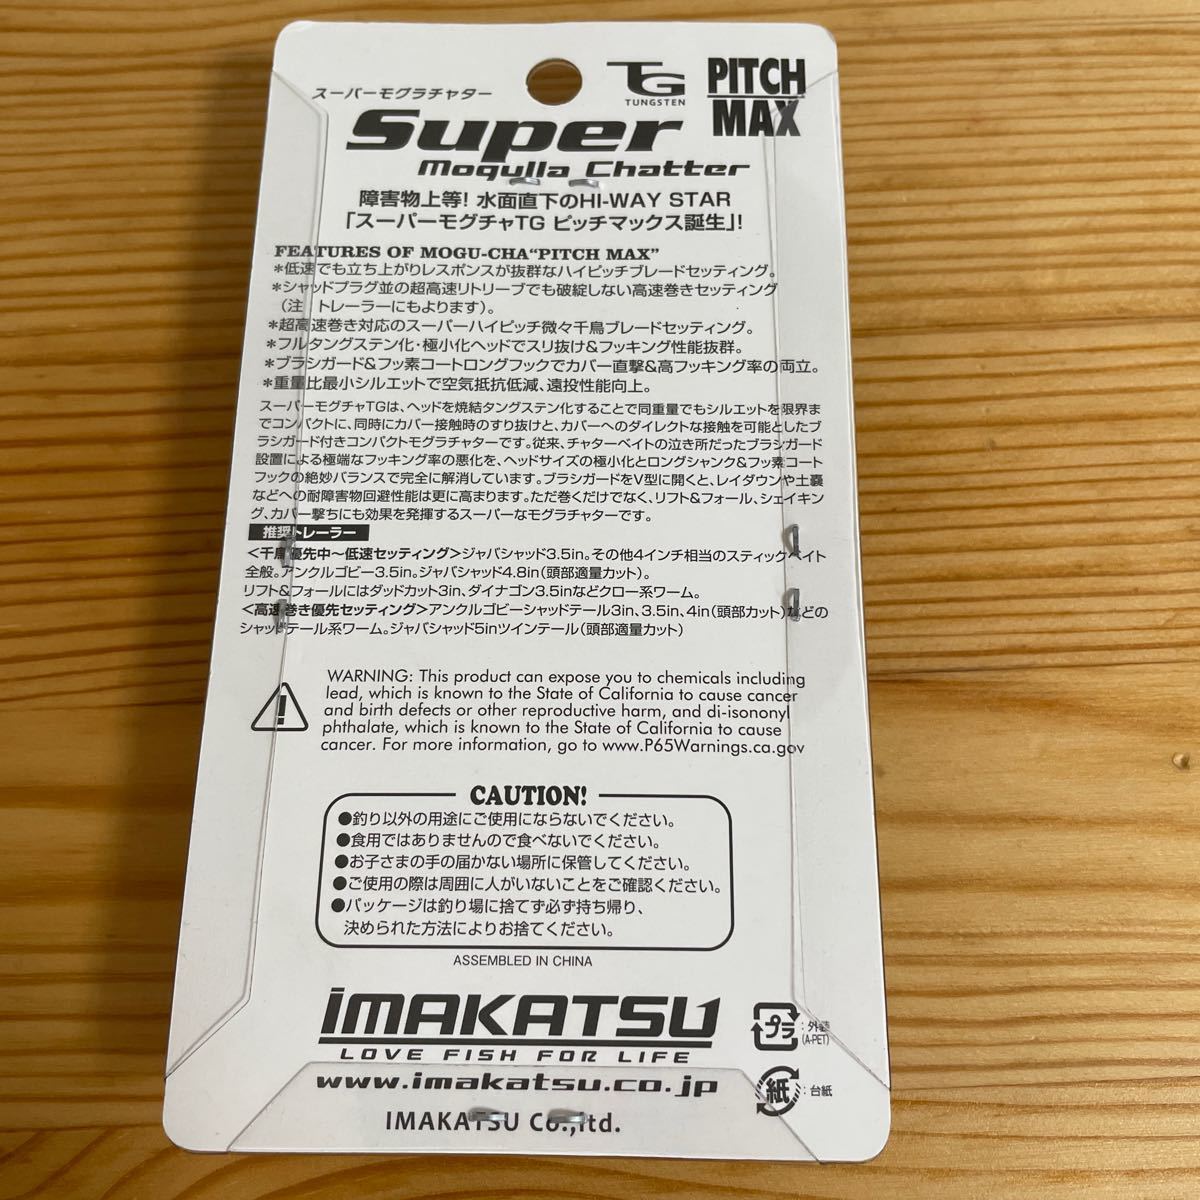 スーパーモグラチャター
Super
Mogulla Chatter
TG
TUNGSTEN
PITCH
MAX
障害物上等! 水面直下のHI-WAY STAR
「スーパーモグチャTG ピッチマックス誕生」!
FEATURES OF MOGU-CHA“PITCH MAX”
*低速でも立ち上がりレスポンスが抜群なハイピッチブレードセッティング。
*シャッドプラグ並の超高速リトリーブでも破綻しない高速巻きセッティング
(注 トレーラーにもよります)。
*超高速巻き対応のスーパーハイピッチ微々千鳥ブレードセッティング。
*フルタングステン化・極小化ヘッドでスリ抜け&フッキング性能抜群。
*ブラシガード&フッ素コートロングフックでカバー直撃&高フッキング率の両立。
*重量比最小シルエットで空気抵抗低減、遠投性能向上。
スーパーモグチャTGは、ヘッドを焼結タングステン化することで同重量でもシルエットを限界ま
でコンパクトに、同時にカバー接触時のすり抜けと、カバーへのダイレクトな接触を可能としたブ
ラシガード付きコンパクトモグラチャターです。従来、チャターベイトの泣き所だったブラシガード
設置による極端なフッキング率の悪化を、ヘッドサイズの極小化とロングシャンク&フッ素コート
フックの絶妙バランスで完全に解消しています。ブラシガードをV型に開くと、レイダウンや土嚢
などへの耐障害物回避性能は更に高まります。ただ巻くだけでなく、リフト&フォール、シェイキン
グ、カバー撃ちにも効果を発揮するスーパーなモグラチャターです。
推奨トレーラー
<千鳥優先中〜低速セッティング>ジャバシャッド3.5in。その他4インチ相当のスティックベイト
全般。アンクルゴビー3.5in。ジャバシャッド4.8in(頭部適量カット)。
リフト&フォールにはダッドカット3in、ダイナゴン3.5inなどクロー系ワーム。
<高速巻き優先セッティング>アンクルゴビーシャッドテール3in、3.5in、4in(頭部カット)などの
シャッドテール系ワーム。ジャバシャッド5inツインテール(頭部適量カット)
WARNING: This product can expose you to chemicals including
lead, which is known to the State of California to cause cancer
and birth defects or other reproductive harm, and di-isononyl
phthalate, which is known to the State of California to cause
cancer. For more information, go to www.P65Warnings.ca.gov
CAUTION!
●釣り以外の用途にご使用にならないでください。
●食用ではありませんので食べないでください。
●お子さまの手の届かない場所に保管してください。
●ご使用の際は周囲に人がいないことをご確認ください。
●パッケージは釣り場に捨てず必ず持ち帰り、
決められた方法によりお捨てください。
ASSEMBLED IN CHINA
imAKATSU
LOVE FISH FOR LIFE
www.imakatsu.co.jp
IMAKATSU Co.,ltd.
プラ
:外装
(A-PET)
紙
:台紙